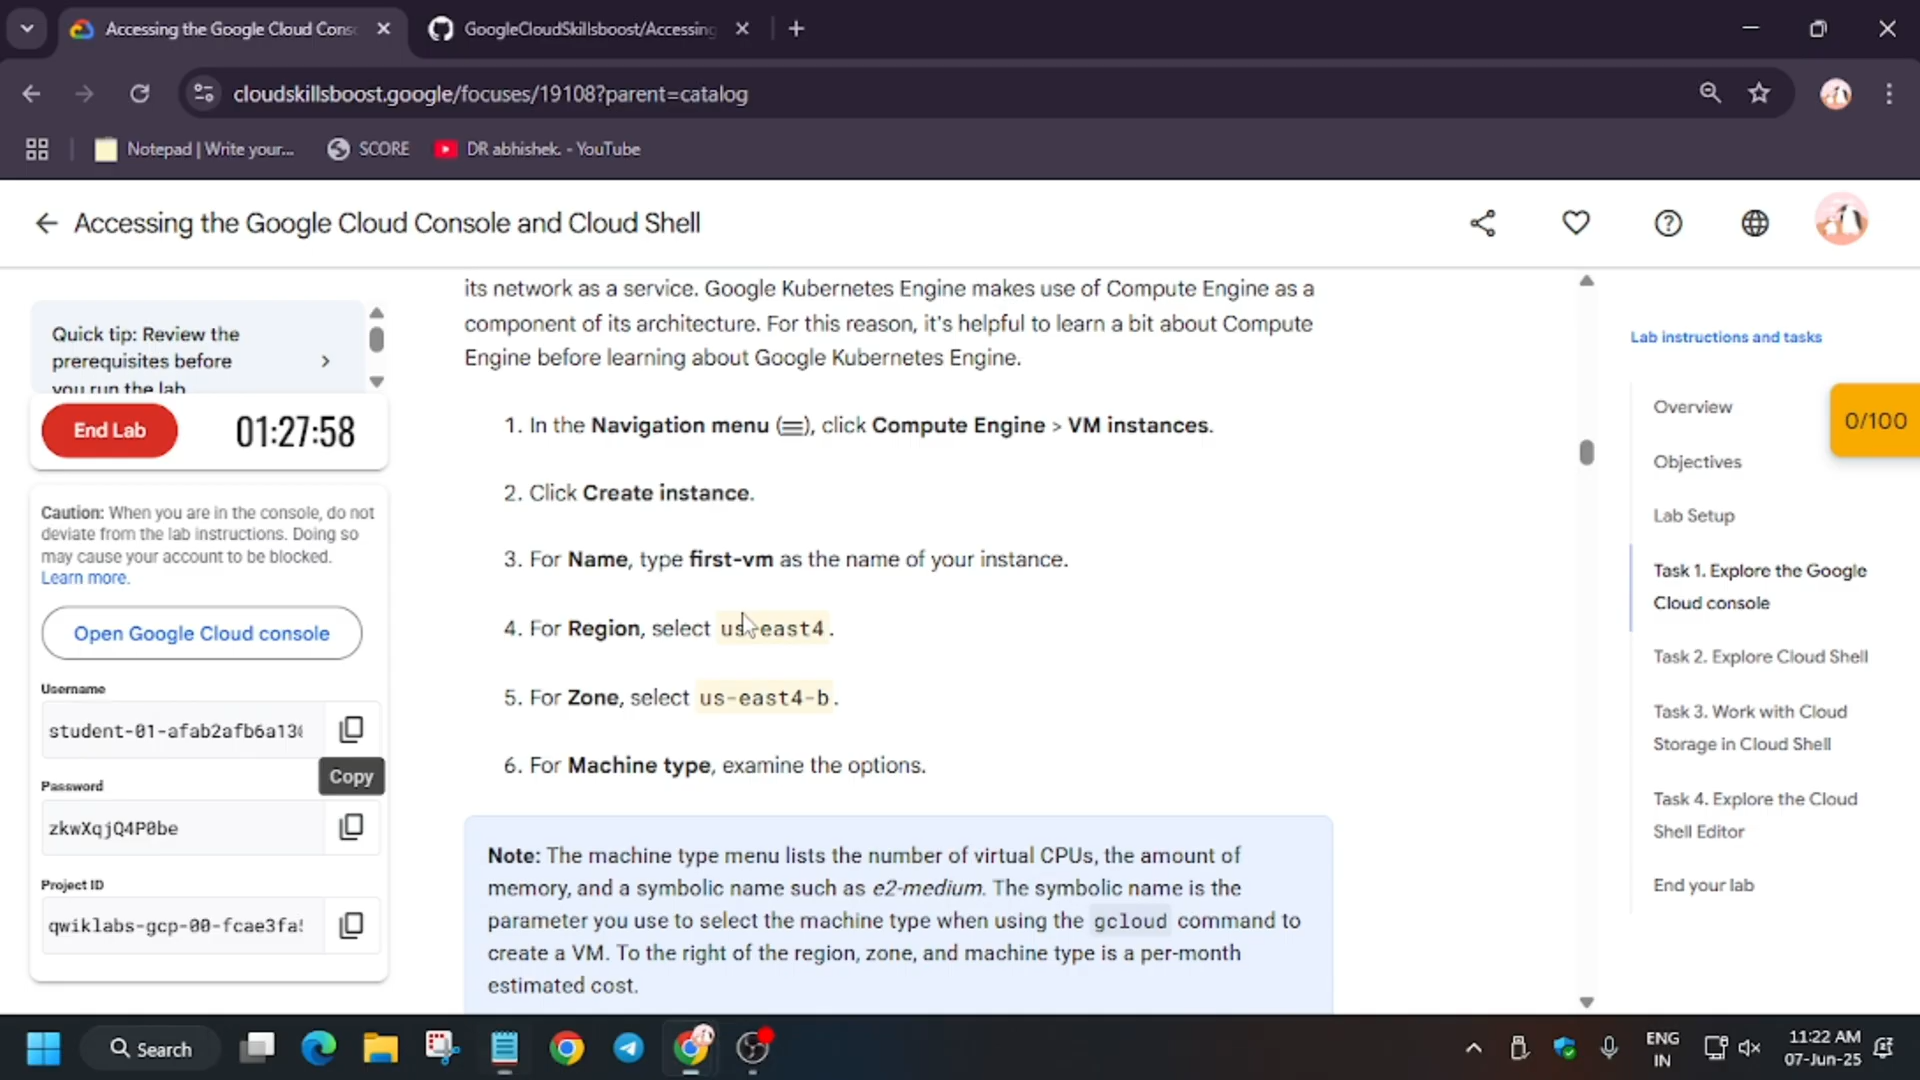 Accessing the Google Cloud Cons
GoogleCloudSkillsboost/Accessing
cloudskillsboost.google/focuses/19108?parent=catalog
Notepad | Write your...
SCORE
DR abhishek. - YouTube
Accessing the Google Cloud Console and Cloud Shell
Quick tip: Review the
prerequisites before
you run the lab
End Lab
01:27:58
Caution: When you are in the console, do not
deviate from the lab instructions. Doing so
may cause your account to be blocked.
Learn more.
Open Google Cloud console
Username
student-01-afab2afb6a13
Copy
Password
zkwXqjQ4P0be
Project ID
qwiklabs-gcp-00-fcae3fa
its network as a service. Google Kubernetes Engine makes use of Compute Engine as a
component of its architecture. For this reason, it's helpful to learn a bit about Compute
Engine before learning about Google Kubernetes Engine.
1. In the Navigation menu (≡), click Compute Engine > VM instances.
2. Click Create instance.
3. For Name, type first-vm as the name of your instance.
4. For Region, select us-east4.
5. For Zone, select us-east4-b.
6. For Machine type, examine the options.
Note: The machine type menu lists the number of virtual CPUs, the amount of
memory, and a symbolic name such as e2-medium. The symbolic name is the
parameter you use to select the machine type when using the gcloud command to
create a VM. To the right of the region, zone, and machine type is a per-month
estimated cost.
Lab instructions and tasks
Overview
0/100
Objectives
Lab Setup
Task 1. Explore the Google
Cloud console
Task 2. Explore Cloud Shell
Task 3. Work with Cloud
Storage in Cloud Shell
Task 4. Explore the Cloud
Shell Editor
End your lab
Search
ENG
IN
11:22 AM
07-Jun-25